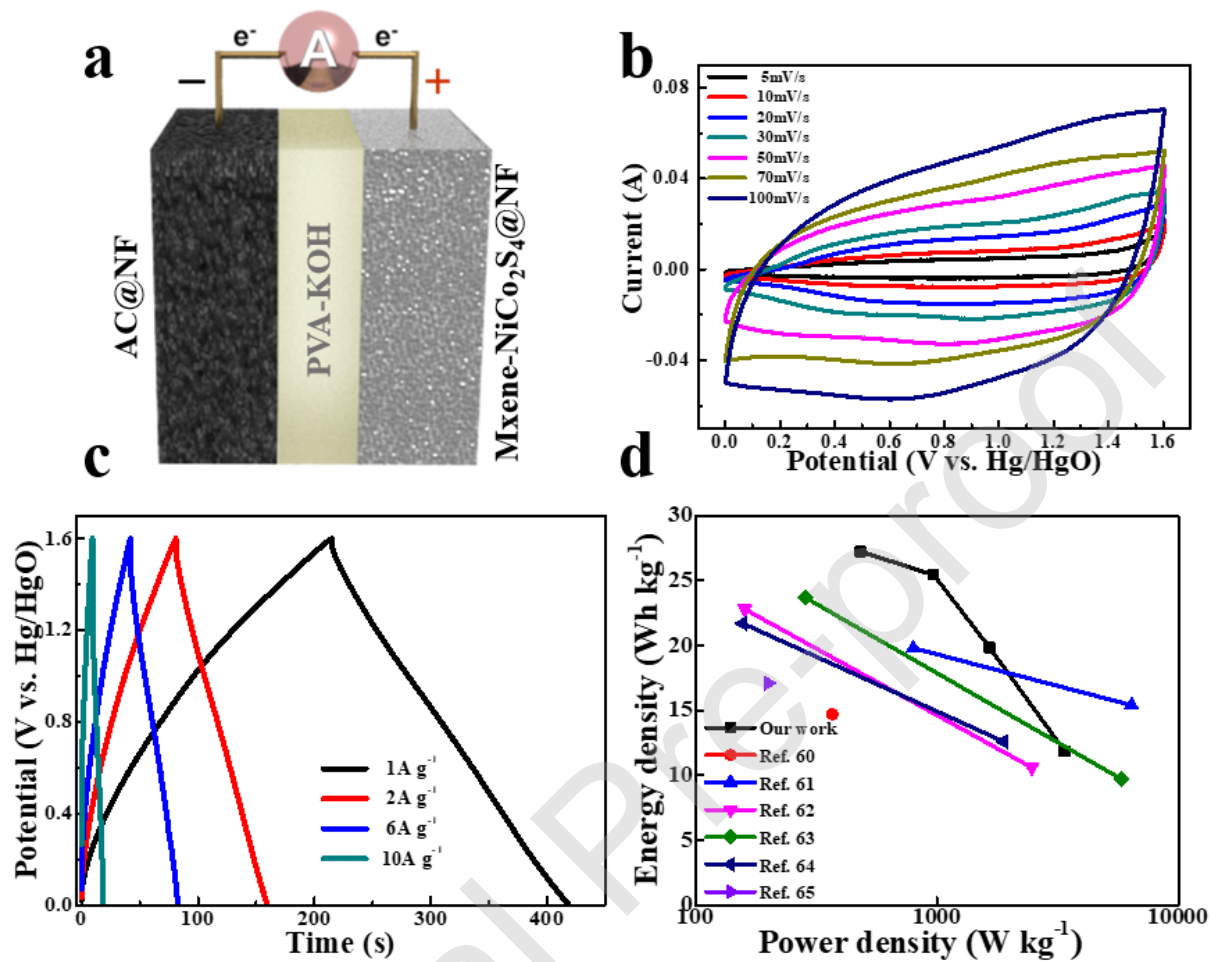 a
e-
A
e-
−
+
AC@NF
PVA-KOH
Mxene-NiCo2S4@NF
b
5mV/s
10mV/s
20mV/s
30mV/s
50mV/s
70mV/s
100mV/s
Current (A)
0.08
0.04
0.00
-0.04
0.0 0.2 0.4 0.6 0.8 1.0 1.2 1.4 1.6
Potential (V vs. Hg/HgO)
c
Potential (V vs. Hg/HgO)
1.6
1.2
0.8
0.4
0.0
1A g-1
2A g-1
6A g-1
10A g-1
0 100 200 300 400
Time (s)
d
Energy density (Wh kg-1)
30
25
20
15
10
5
0
Our work
Ref. 60
Ref. 61
Ref. 62
Ref. 63
Ref. 64
Ref. 65
100 1000 10000
Power density (W kg-1)
Pre-proof